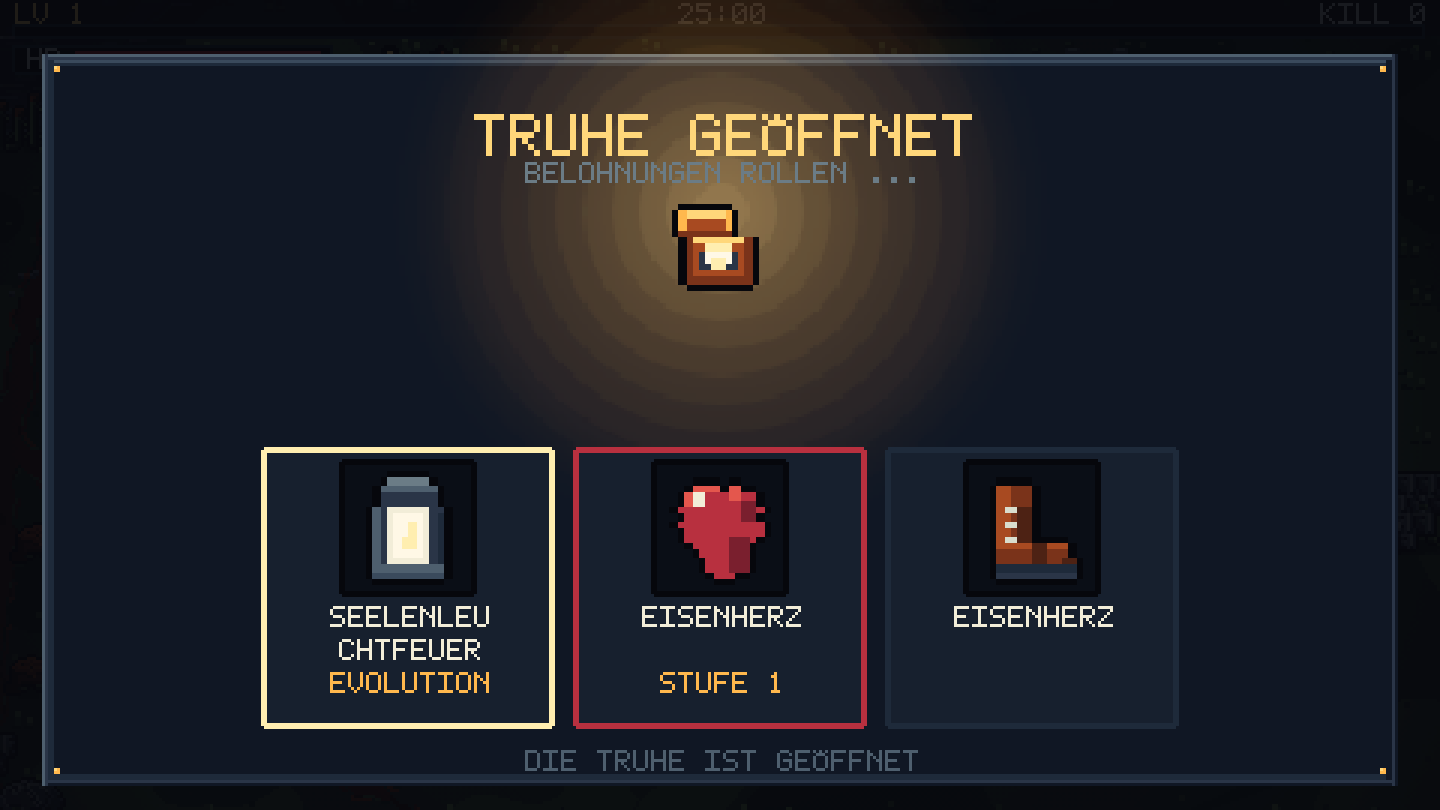 LV 1
25:00
KILL 0
TRUHE GEÖFFNET
BELOHNUNGEN ROLLEN ...
SEELENLEU
CHTFEUER
EVOLUTION
EISENHERZ
STUFE 1
EISENHERZ
DIE TRUHE IST GEÖFFNET